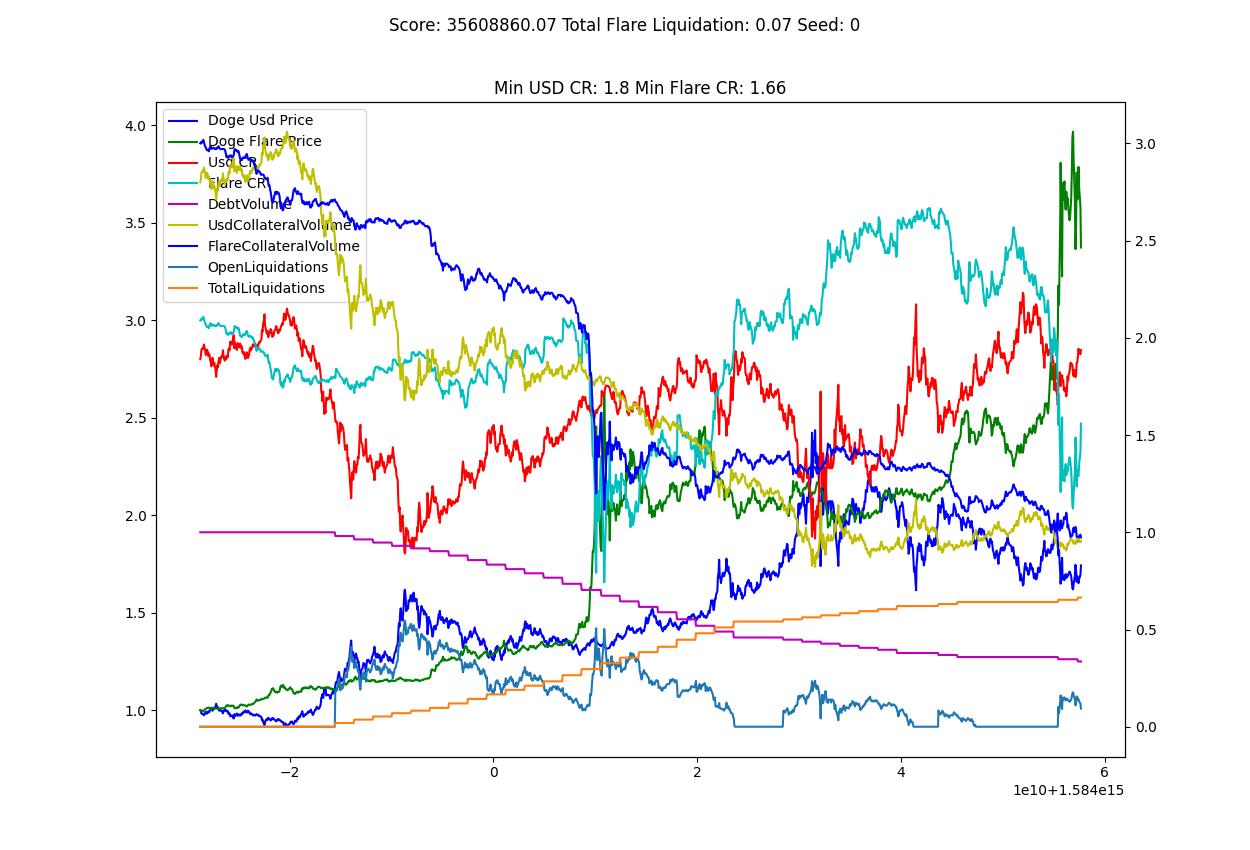 Score: 35608860.07 Total Flare Liquidation: 0.07 Seed: 0
Min USD CR: 1.8 Min Flare CR: 1.66
Doge Usd Price
Doge Flare Price
Usd CR
Flare CR
DebtVolume
UsdCollateralVolume
FlareCollateralVolume
OpenLiquidations
TotalLiquidations
4.0
3.5
3.0
2.5
2.0
1.5
1.0
3.0
2.5
2.0
1.5
1.0
0.5
0.0
−2
0
2
4
6
1e10+1.584e15